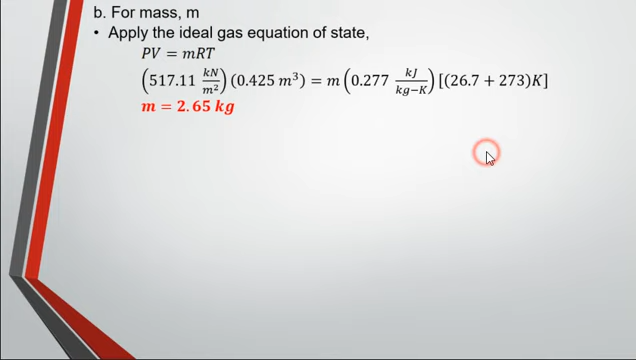 b. For mass, m
• Apply the ideal gas equation of state,
PV = mRT
(517.11 kN/m²)(0.425 m³) = m(0.277 kJ/kg−K)[(26.7 + 273)K]
m = 2.65 kg